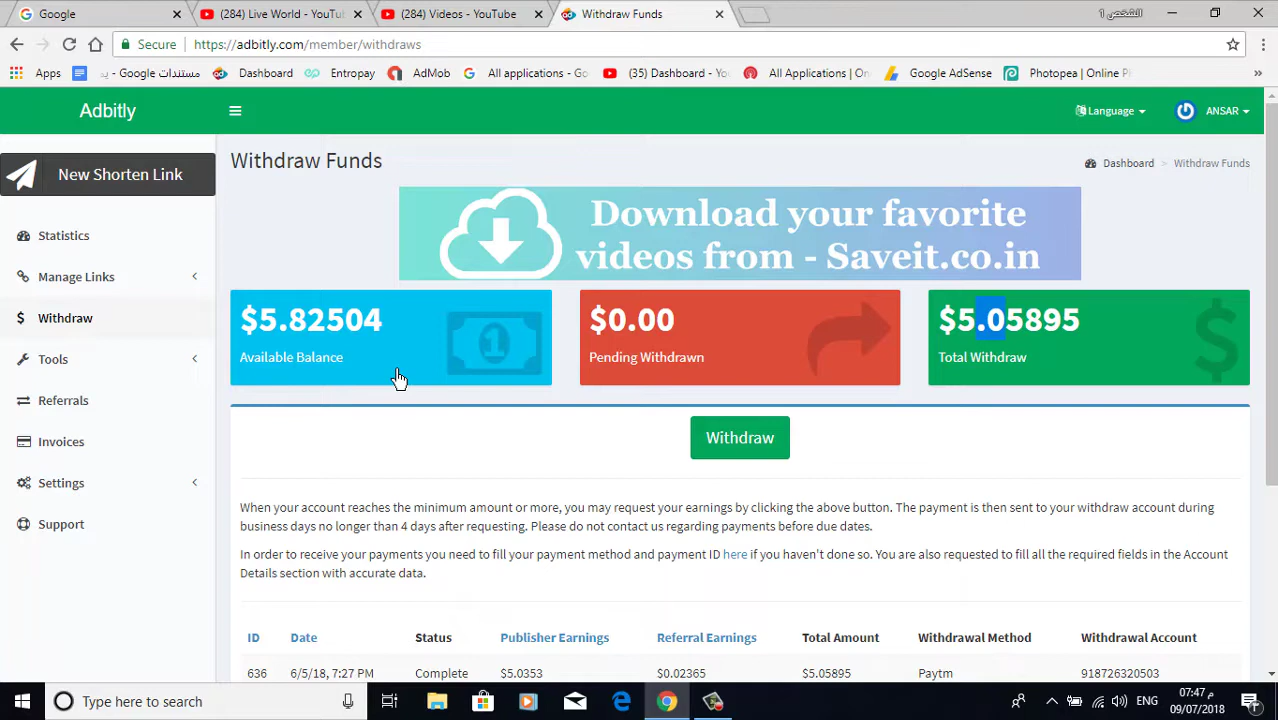 Google
(284) Live World - YouTu
(284) Videos - YouTube
Withdraw Funds
الشخص 1
Secure
https://adbitly.com/member/withdraws
Apps
مستندات Google - بد
Dashboard
Entropay
AdMob
All applications - Go
(35) Dashboard - Yo
All Applications | On
Google AdSense
Photopea | Online P
»
Adbitly
Language
ANSAR
New Shorten Link
Withdraw Funds
Dashboard > Withdraw Funds
Download your favorite
videos from - Saveit.co.in
Statistics
Manage Links
Withdraw
Tools
Referrals
Invoices
Settings
Support
$5.82504
Available Balance
$0.00
Pending Withdrawn
$5.05895
Total Withdraw
Withdraw
When your account reaches the minimum amount or more, you may request your earnings by clicking the above button. The payment is then sent to your withdraw account during
business days no longer than 4 days after requesting. Please do not contact us regarding payments before due dates.
In order to receive your payments you need to fill your payment method and payment ID here if you haven't done so. You are also requested to fill all the required fields in the Account
Details section with accurate data.
ID Date Status Publisher Earnings Referral Earnings Total Amount Withdrawal Method Withdrawal Account
636 6/5/18, 7:27 PM Complete $5.0353 $0.02365 $5.05895 Paytm 918726320503
Type here to search
ENG
07:47 م
09/07/2018